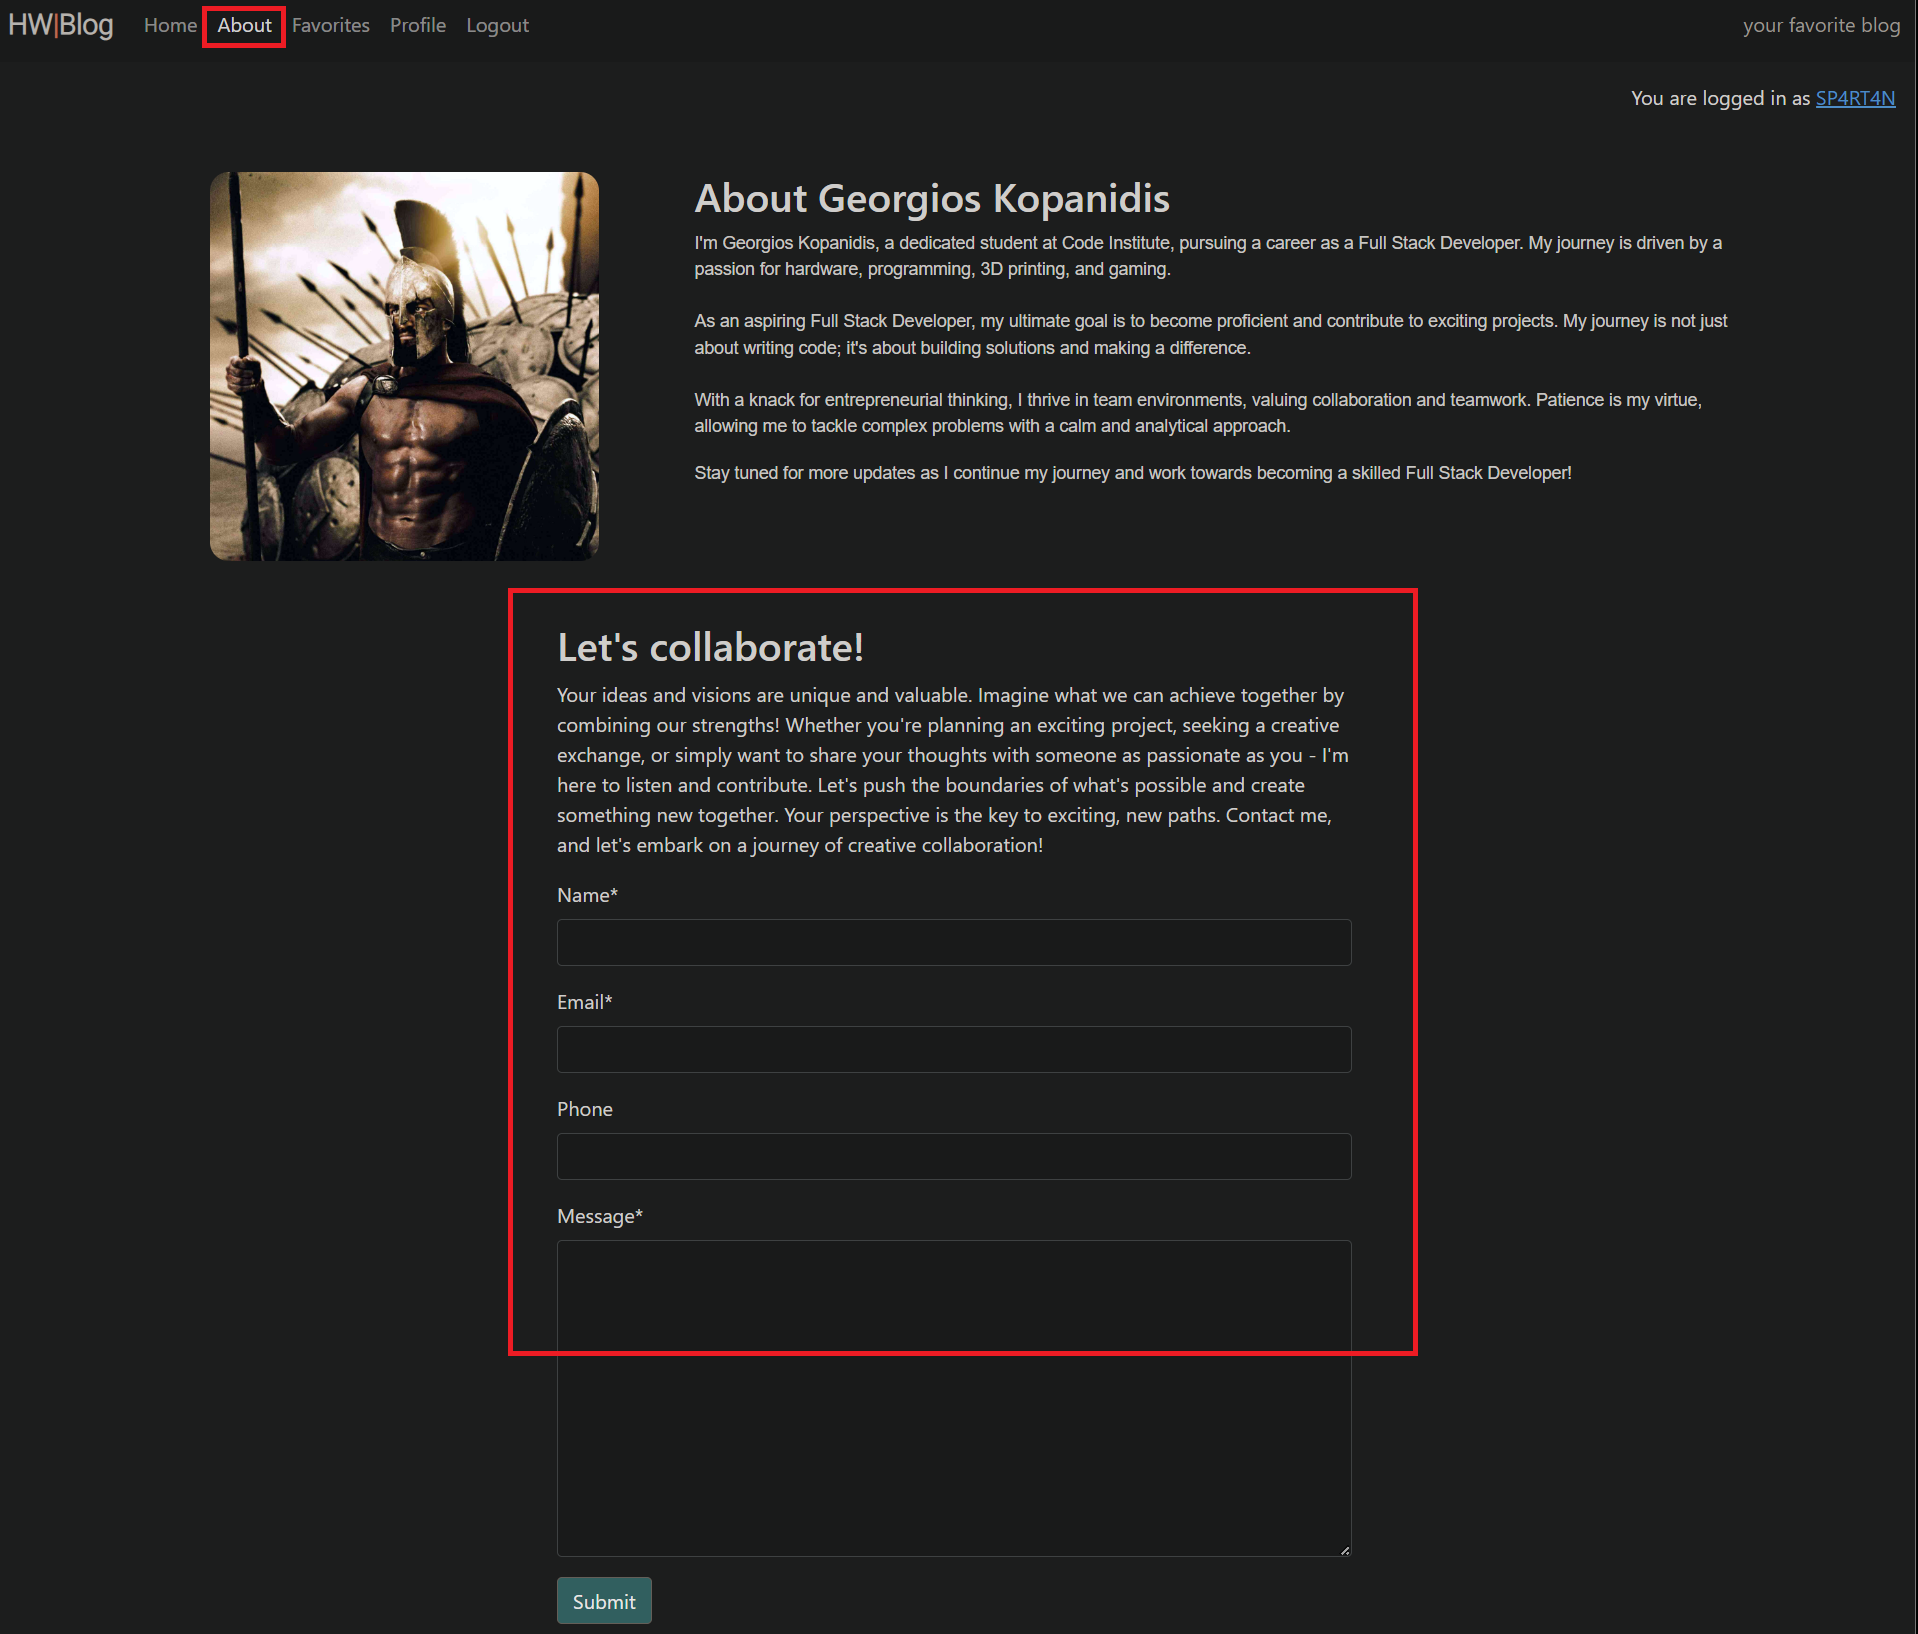 HW|Blog Home About Favorites Profile Logout your favorite blog
You are logged in as SP4RT4N
About Georgios Kopanidis
I'm Georgios Kopanidis, a dedicated student at Code Institute, pursuing a career as a Full Stack Developer. My journey is driven by a
passion for hardware, programming, 3D printing, and gaming.
As an aspiring Full Stack Developer, my ultimate goal is to become proficient and contribute to exciting projects. My journey is not just
about writing code; it's about building solutions and making a difference.
With a knack for entrepreneurial thinking, I thrive in team environments, valuing collaboration and teamwork. Patience is my virtue,
allowing me to tackle complex problems with a calm and analytical approach.
Stay tuned for more updates as I continue my journey and work towards becoming a skilled Full Stack Developer!
Let's collaborate!
Your ideas and visions are unique and valuable. Imagine what we can achieve together by
combining our strengths! Whether you're planning an exciting project, seeking a creative
exchange, or simply want to share your thoughts with someone as passionate as you - I'm
here to listen and contribute. Let's push the boundaries of what's possible and create
something new together. Your perspective is the key to exciting, new paths. Contact me,
and let's embark on a journey of creative collaboration!
Name*
Email*
Phone
Message*
Submit